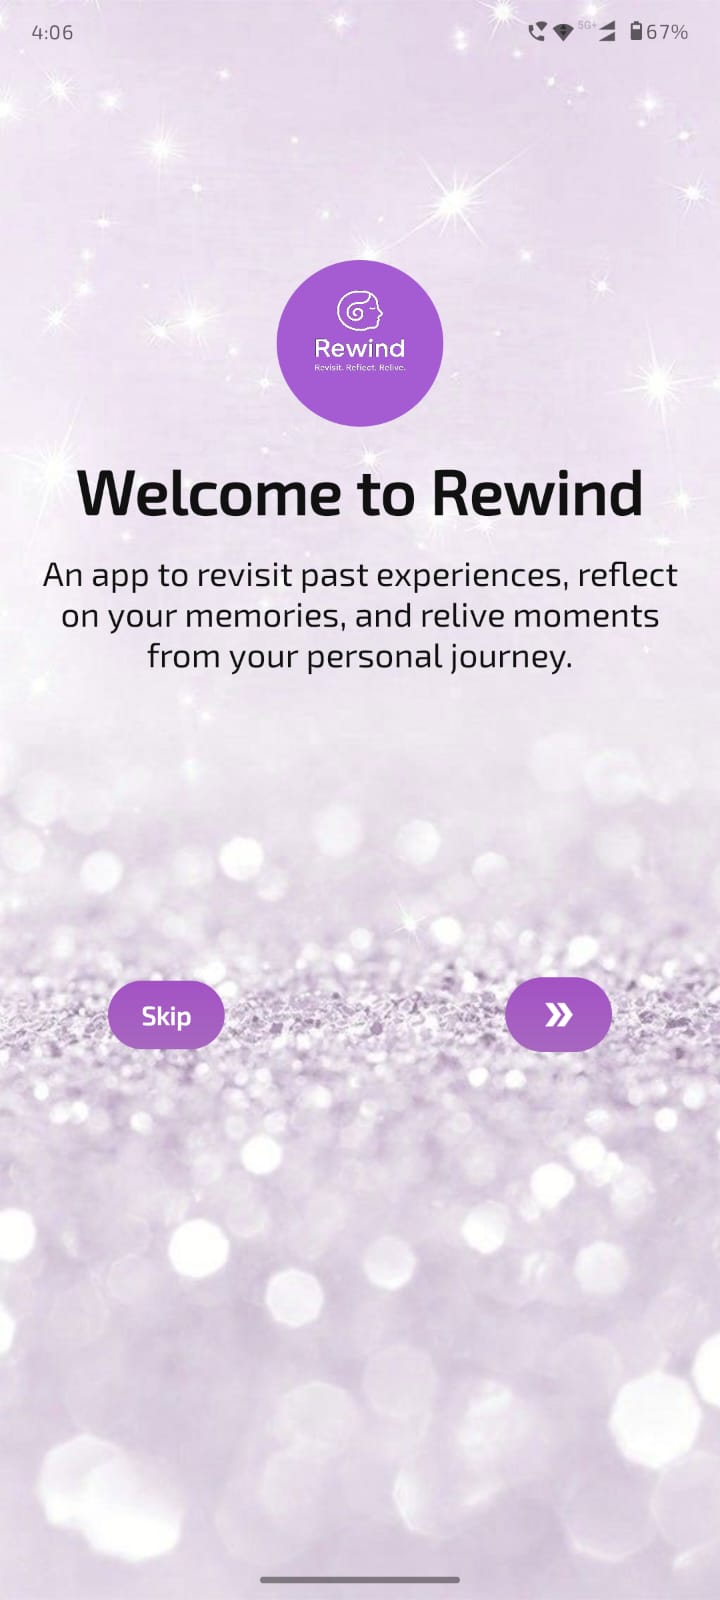 4:06
5G+
67%
Rewind
Revisit. Reflect. Relive.
Welcome to Rewind
An app to revisit past experiences, reflect
on your memories, and relive moments
from your personal journey.
Skip
»